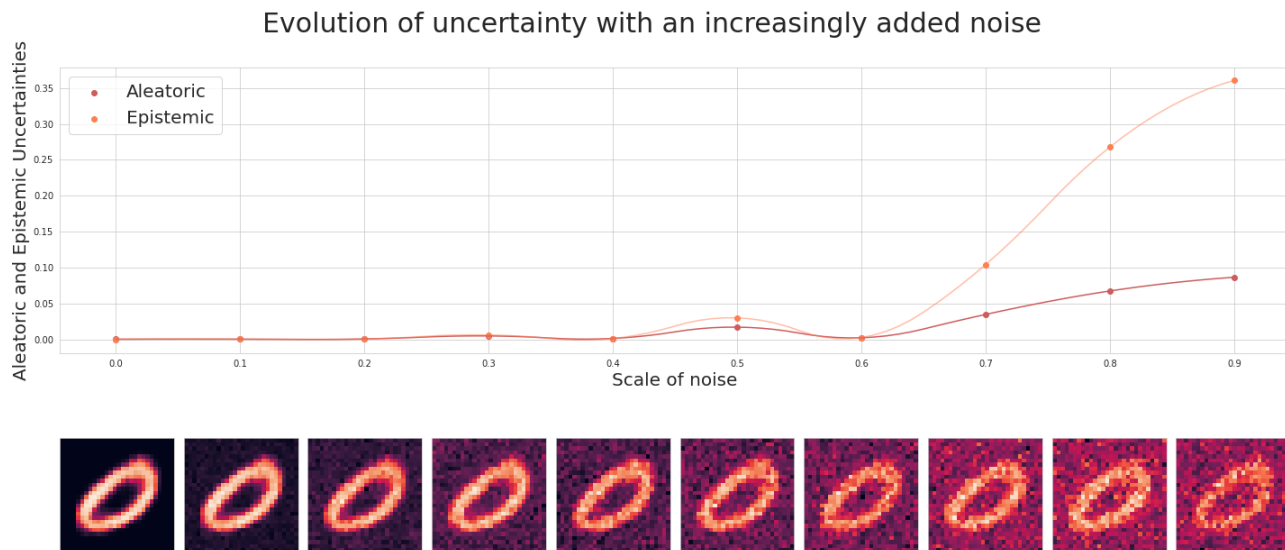 Evolution of uncertainty with an increasingly added noise
Aleatoric and Epistemic Uncertainties
Aleatoric
Epistemic
0.35
0.30
0.25
0.20
0.15
0.10
0.05
0.00
0.0 0.1 0.2 0.3 0.4 0.5 0.6 0.7 0.8 0.9
Scale of noise